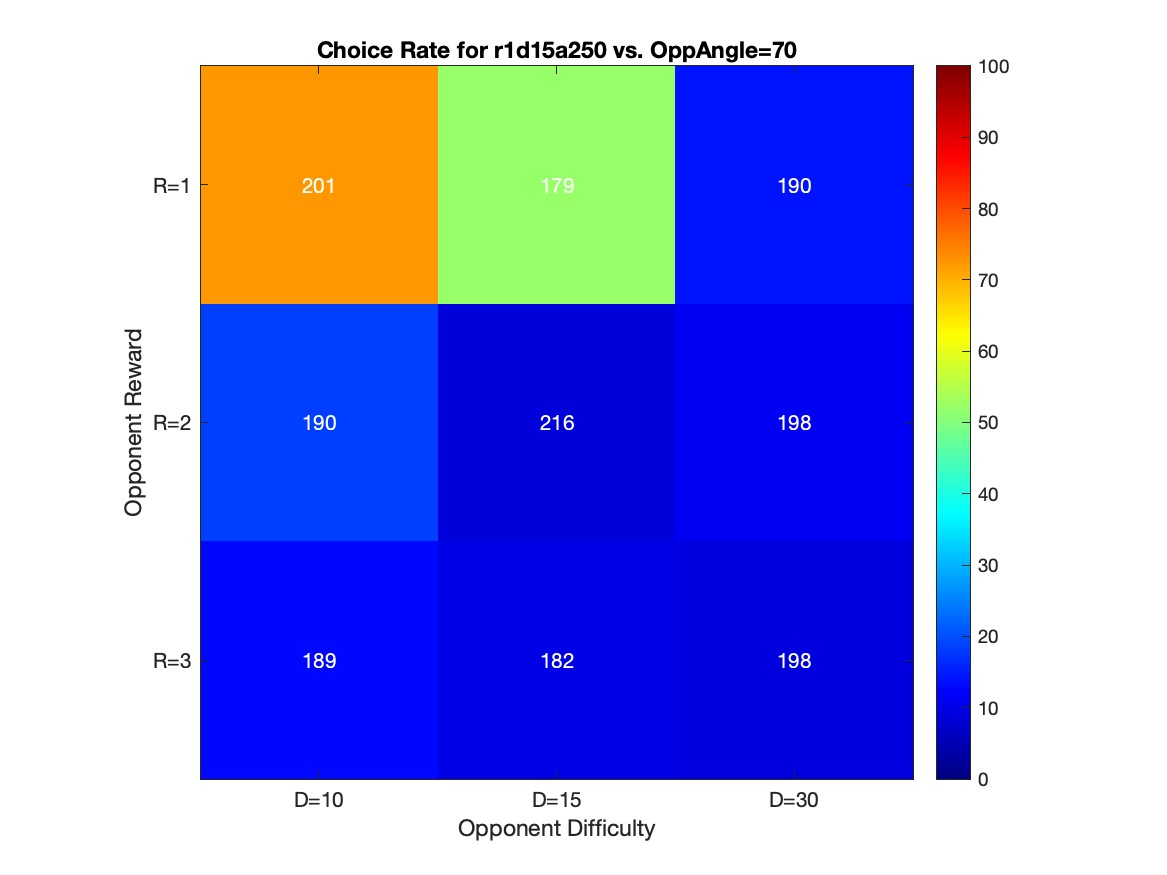 Choice Rate for r1d15a250 vs. OppAngle=70
R=1
R=2
R=3
Opponent Reward
201 179 190
190 216 198
189 182 198
D=10 D=15 D=30
Opponent Difficulty
100
90
80
70
60
50
40
30
20
10
0